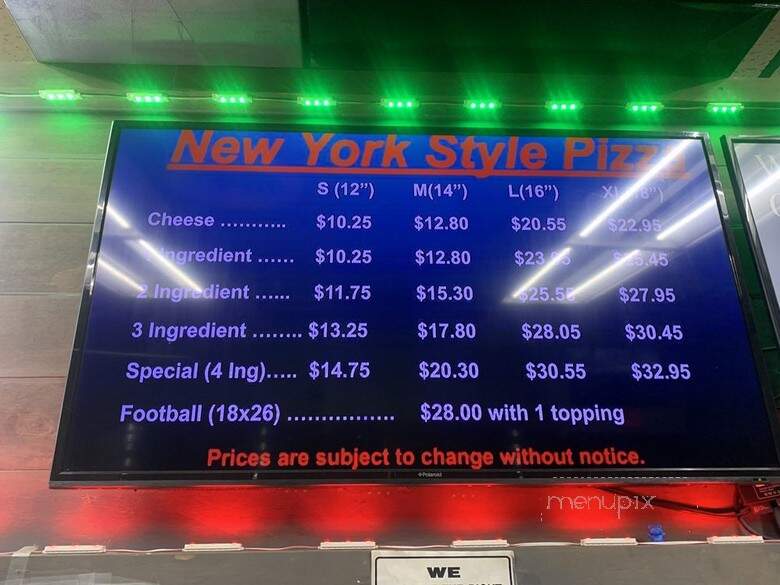 New York Style Pizza
S (12”) M(14”) L(16”)
Cheese ........... $10.25 $12.80 $20.55 $22.95
Ingredient ...... $10.25 $12.80
2 Ingredient ...... $11.75 $15.30 $25.55 $27.95
3 Ingredient ........ $13.25 $17.80 $28.05 $30.45
Special (4 Ing)..... $14.75 $20.30 $30.55 $32.95
Football (18x26) ................ $28.00 with 1 topping
Prices are subject to change without notice.
Polaroid
menupix
WE